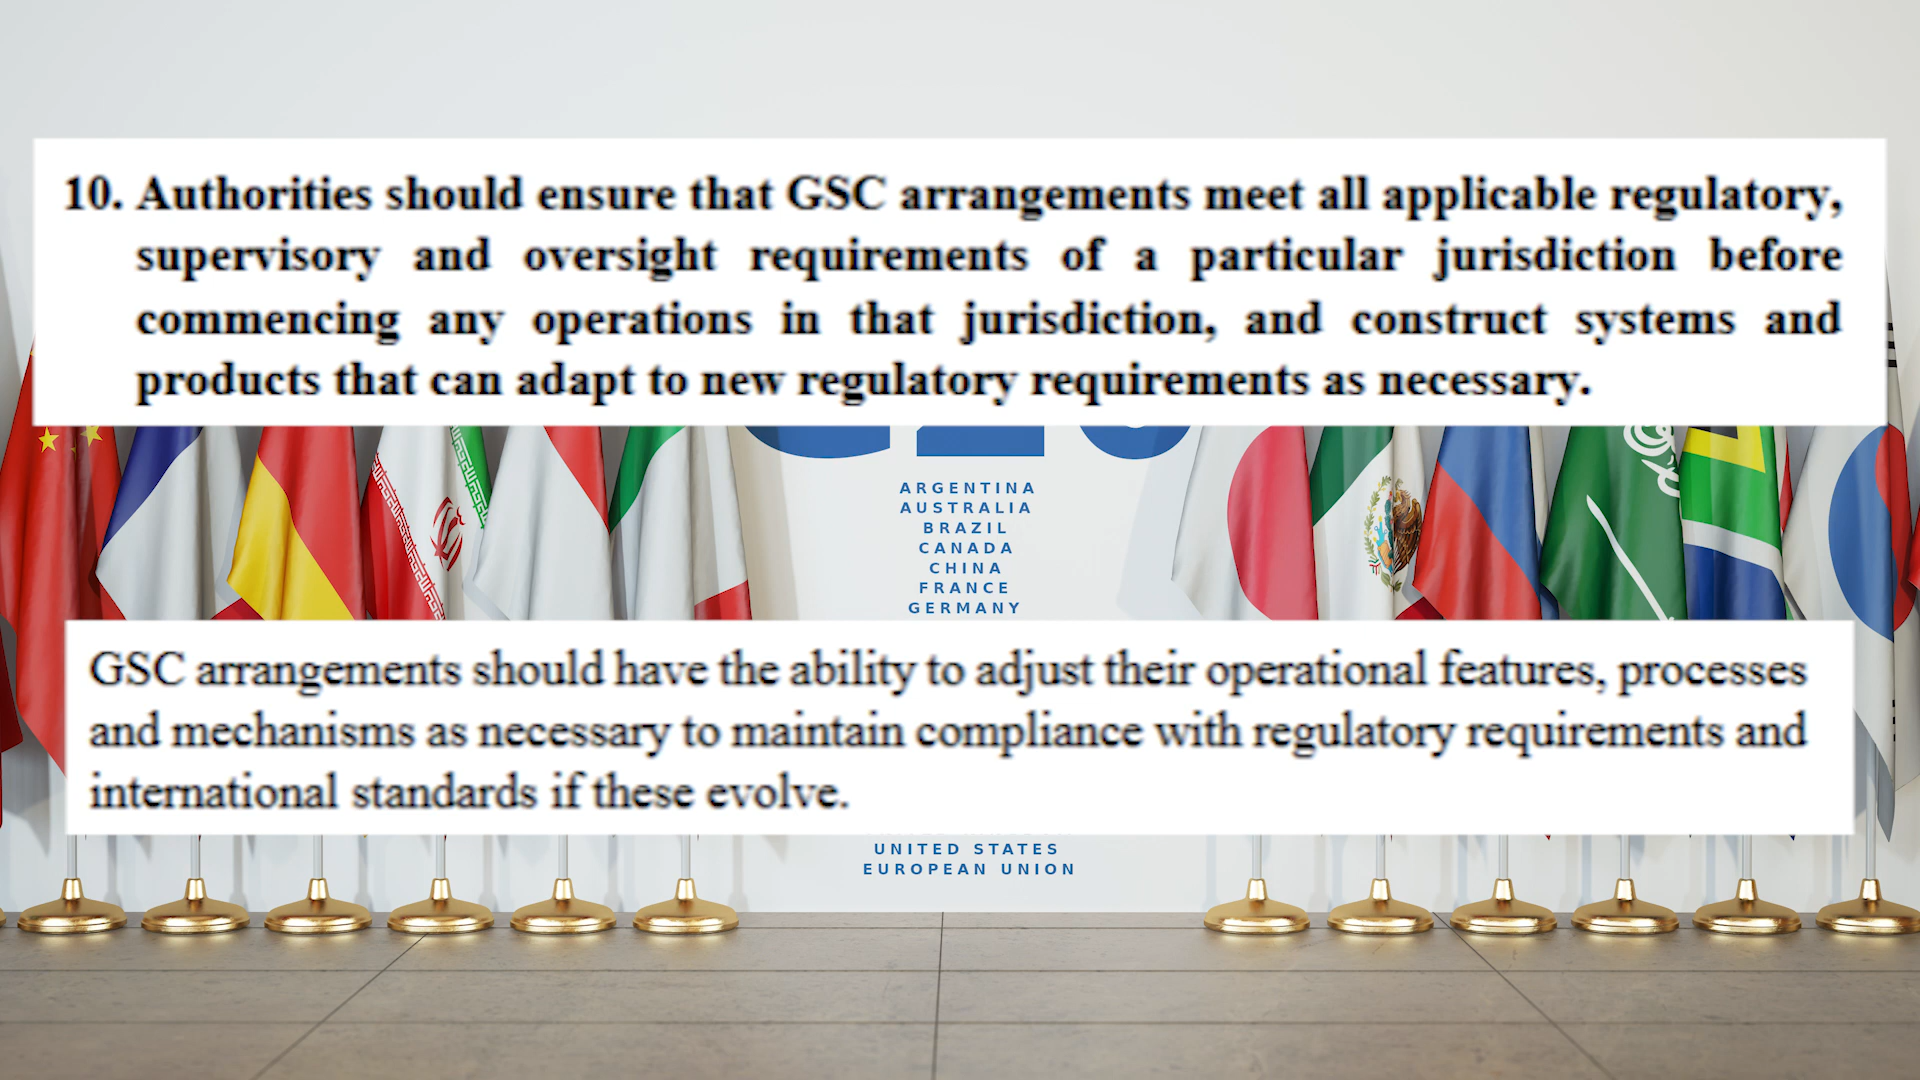 10. Authorities should ensure that GSC arrangements meet all applicable regulatory,
supervisory and oversight requirements of a particular jurisdiction before
commencing any operations in that jurisdiction, and construct systems and
products that can adapt to new regulatory requirements as necessary.
ARGENTINA
AUSTRALIA
BRAZIL
CANADA
CHINA
FRANCE
GERMANY
GSC arrangements should have the ability to adjust their operational features, processes
and mechanisms as necessary to maintain compliance with regulatory requirements and
international standards if these evolve.
UNITED STATES
EUROPEAN UNION